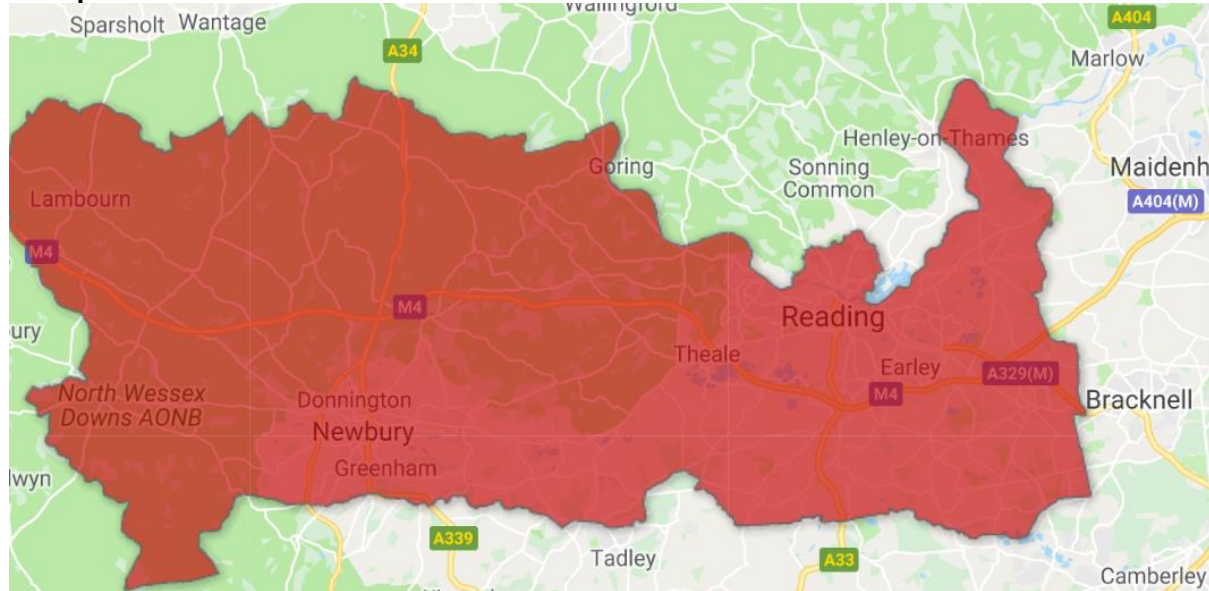 Wallingford
Sparsholt
Wantage
A404
A34
Marlow
Henley-on-Thames
Goring
Sonning
Common
Maidenh
Lambourn
A404(M)
M4
M4
Reading
ury
Theale
Earley
A329(M)
M4
North Wessex
Downs AONB
Donnington
Bracknell
Newbury
Greenham
lwyn
A339
Tadley
A33
Camberley